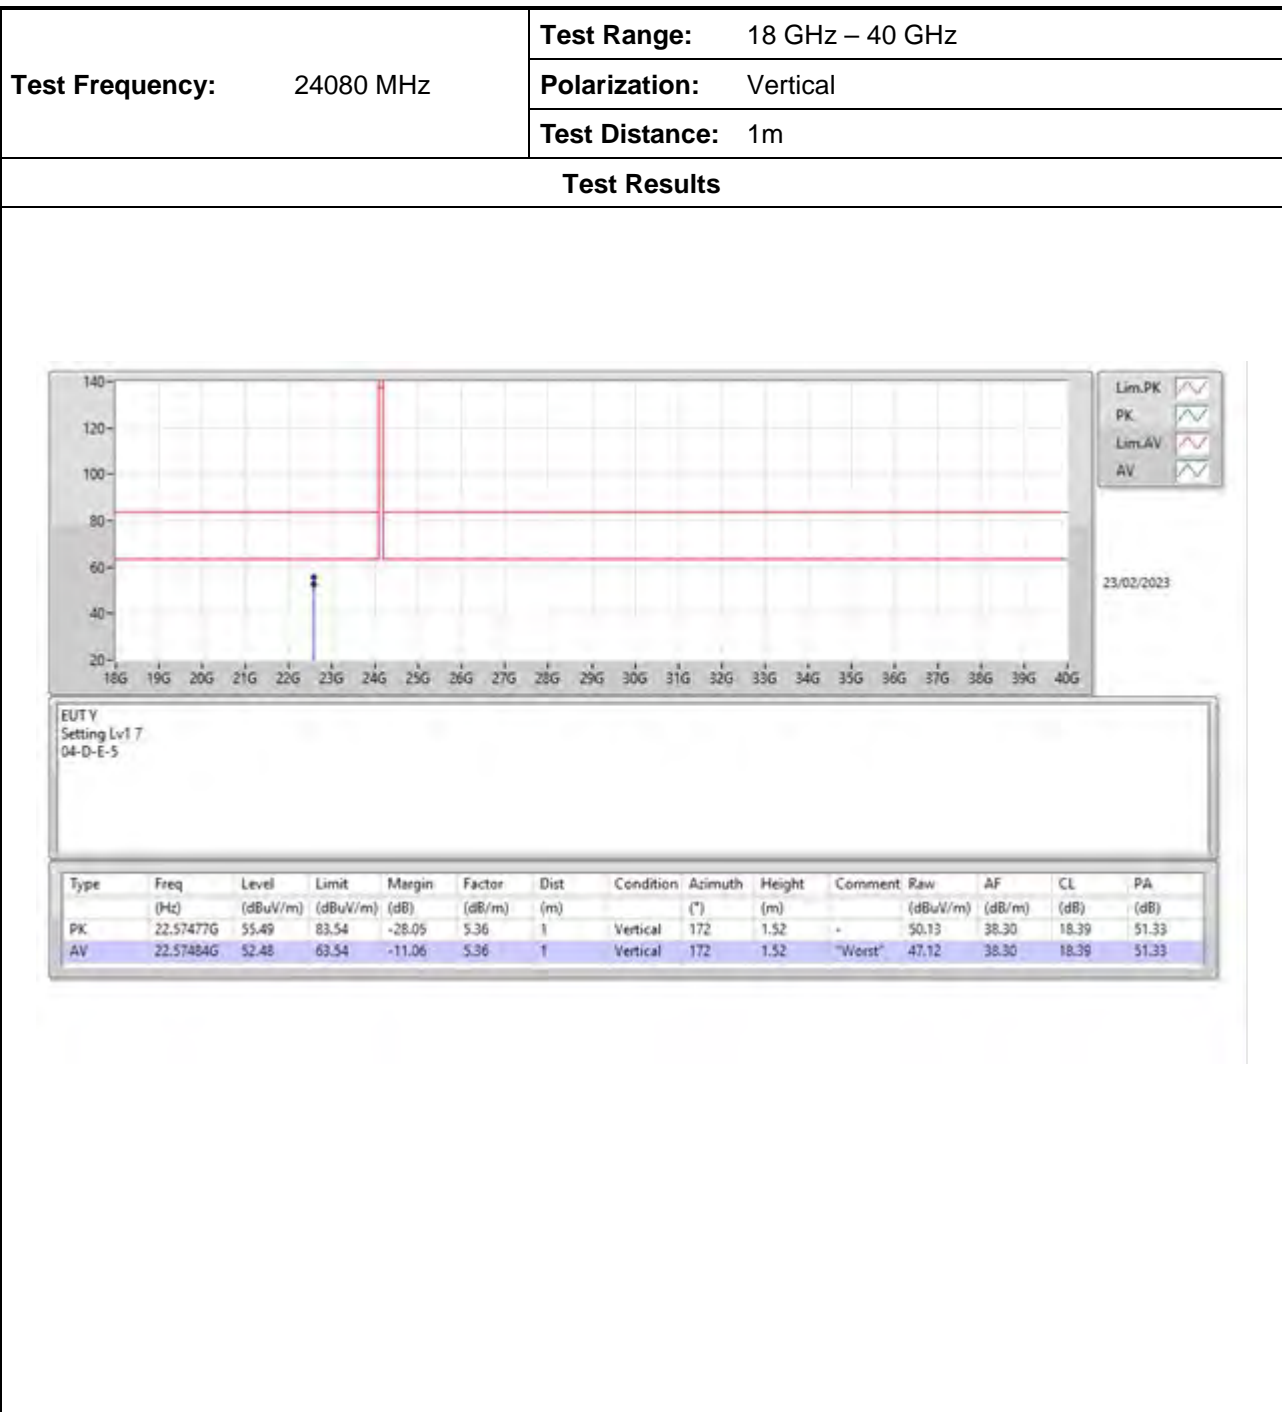 Test Frequency: 24080 MHz
Test Range: 18 GHz – 40 GHz
Polarization: Vertical
Test Distance: 1m
Test Results
140
120
100
80
60
40
20
18G 19G 20G 21G 22G 23G 24G 25G 26G 27G 28G 29G 30G 31G 32G 33G 34G 35G 36G 37G 38G 39G 40G
Lim.PK
PK
Lim.AV
AV
23/02/2023
EUT Y
Setting Lv1 7
04-D-E-5
Type Freq Level Limit Margin Factor Dist Condition Azimuth Height Comment Raw AF CL PA
(Hz) (dBuV/m) (dBuV/m) (dB) (dB/m) (m) (°) (m) (dBuV/m) (dB/m) (dB) (dB)
PK 22.57477G 55.49 83.54 -28.05 5.36 1 Vertical 172 1.52 - 50.13 38.30 18.39 51.33
AV 22.57484G 52.48 63.54 -11.06 5.36 1 Vertical 172 1.52 "Worst" 47.12 38.30 18.39 51.33